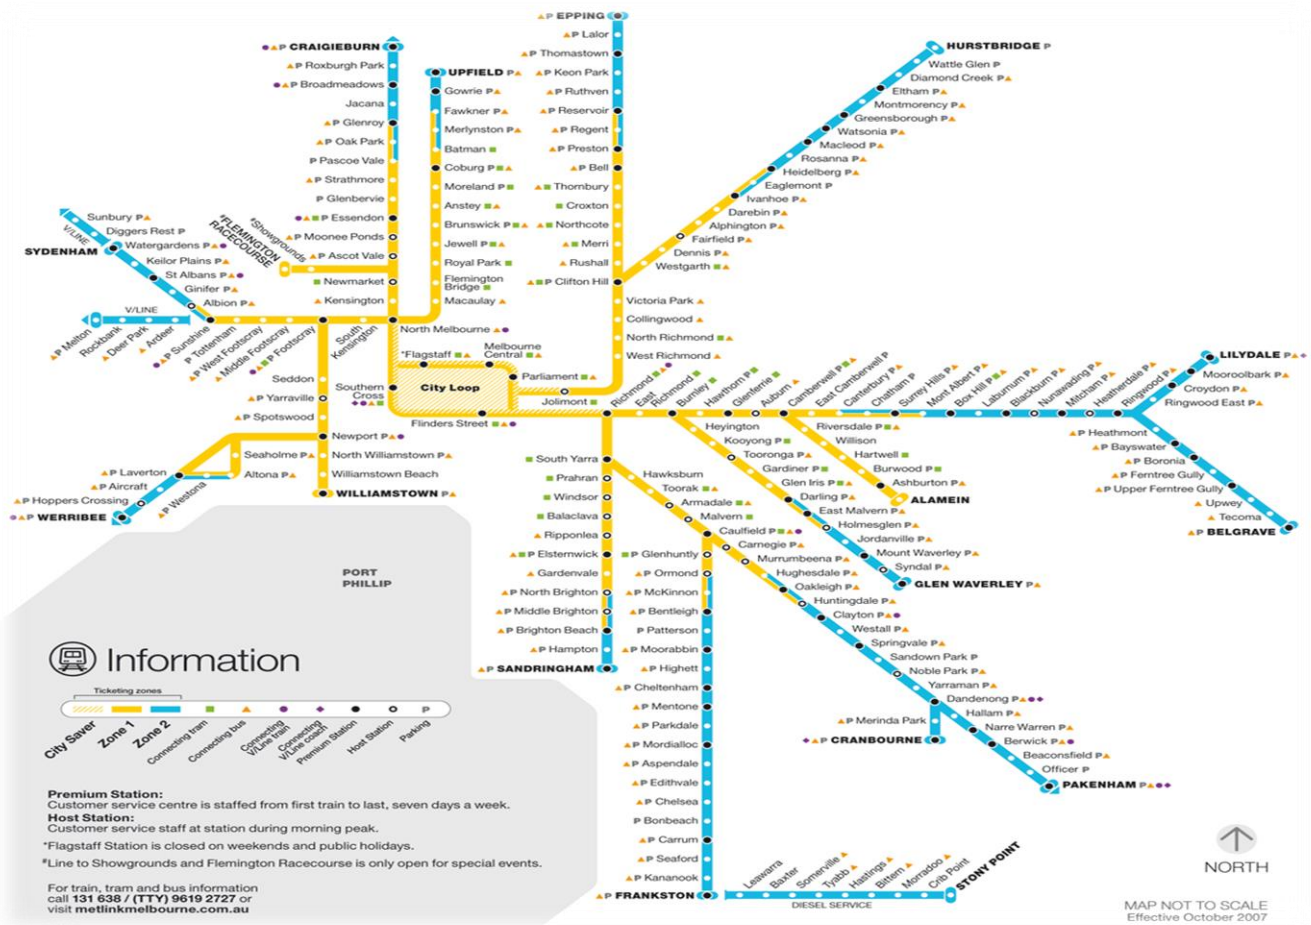 P EPPING
P Lalor
P Thomastown
P Keon Park
P Ruthven
P Reservoir
P Regent
P Preston
P Bell
Thornbury
Croxton
Northcote
Merri
Rushall
P Clifton Hill
Victoria Park
Collingwood
North Richmond
West Richmond
P CRAIGIEBURN
P Roxburgh Park
P Broadmeadows
Jacana
P Glenroy
P Oak Park
P Pascoe Vale
P Strathmore
P Glenbervie
P Essendon
P Moonee Ponds
P Ascot Vale
Newmarket
Kensington
North Melbourne
#Showgrounds
#FLEMINGTON
RACECOURSE
UPFIELD P
Gowrie P
Fawkner P
Merlynston P
Batman
Coburg P
Moreland P
Anstey
Brunswick P
Jewell P
Royal Park
Flemington
Bridge
Macaulay
HURSTBRIDGE P
Wattle Glen P
Diamond Creek P
Eltham P
Montmorency P
Greensborough P
Watsonia P
Macleod P
Rosanna P
Heidelberg P
Eaglemont P
Ivanhoe P
Darebin P
Alphington P
Fairfield P
Dennis P
Westgarth
Sunbury P
V/LINE
Diggers Rest P
SYDENHAM
Watergardens P
Keilor Plains P
St Albans P
Ginifer P
Albion P
V/LINE
P Melton
Rockbank
Deer Park
Ardeer
P Sunshine
P Tottenham
P West Footscray
P Middle Footscray
P Footscray
South
Kensington
*Flagstaff
Melbourne
Central
Parliament
City Loop
Southern
Cross
Flinders Street
Jolimont
Seddon
P Yarraville
P Spotswood
Newport P
North Williamstown P
Williamstown Beach
WILLIAMSTOWN P
Seaholme P
Altona P
P Westona
P Laverton
P Aircraft
P Hoppers Crossing
P WERRIBEE
Richmond
East
Richmond
Burnley
Hawthorn P
Glenferrie
Auburn
Camberwell P
East Camberwell P
Canterbury P
Chatham P
Surrey Hills P
Mont Albert P
Box Hill P
Laburnum P
Blackburn P
Nunawading P
Mitcham P
Heatherdale P
Ringwood P
LILYDALE P
Mooroolbark P
Croydon P
Ringwood East P
P Heathmont
P Bayswater
P Boronia
P Ferntree Gully
P Upper Ferntree Gully
Upwey
Tecoma
P BELGRAVE
Riversdale P
Willison
Hartwell
Burwood P
Ashburton P
ALAMEIN
Heyington
Kooyong P
Tooronga P
Gardiner P
Glen Iris P
Darling P
East Malvern P
Holmesglen P
Jordanville P
Mount Waverley P
Syndal P
GLEN WAVERLEY P
South Yarra
Prahran
Windsor
Balaclava
Ripponlea
P Elsternwick
Gardenvale
P North Brighton
P Middle Brighton
P Brighton Beach
P Hampton
P SANDRINGHAM
Hawksburn
Toorak
Armadale
Malvern
Caulfield P
Carnegie P
Murrumbeena P
Hughesdale P
Oakleigh P
Huntingdale P
Clayton P
Westall P
Springvale P
Sandown Park P
Noble Park P
Yarraman P
Dandenong P
Hallam P
Narre Warren P
Berwick P
Beaconsfield P
Officer P
PAKENHAM P
P Merinda Park
P CRANBOURNE
P Glenhuntly
P Ormond
P McKinnon
P Bentleigh
P Patterson
P Moorabbin
P Highett
P Cheltenham
P Mentone
P Parkdale
P Mordialloc
P Aspendale
P Edithvale
P Chelsea
P Bonbeach
P Carrum
P Seaford
P Kananook
P FRANKSTON
Leawarra
Baxter
Somerville
Tyabb
Hastings
Bittern
Morradoo
Crib Point
STONY POINT
DIESEL SERVICE
PORT
PHILLIP
Information
Ticketing zones
City Saver
Zone 1
Zone 2
Connecting tram
Connecting bus
Connecting
V/Line train
Connecting
V/Line coach
Premium Station
Host Station
Parking
P
Premium Station:
Customer service centre is staffed from first train to last, seven days a week.
Host Station:
Customer service staff at station during morning peak.
*Flagstaff Station is closed on weekends and public holidays.
#Line to Showgrounds and Flemington Racecourse is only open for special events.
For train, tram and bus information
call 131 638 / (TTY) 9619 2727 or
visit metlinkmelbourne.com.au
NORTH
MAP NOT TO SCALE
Effective October 2007